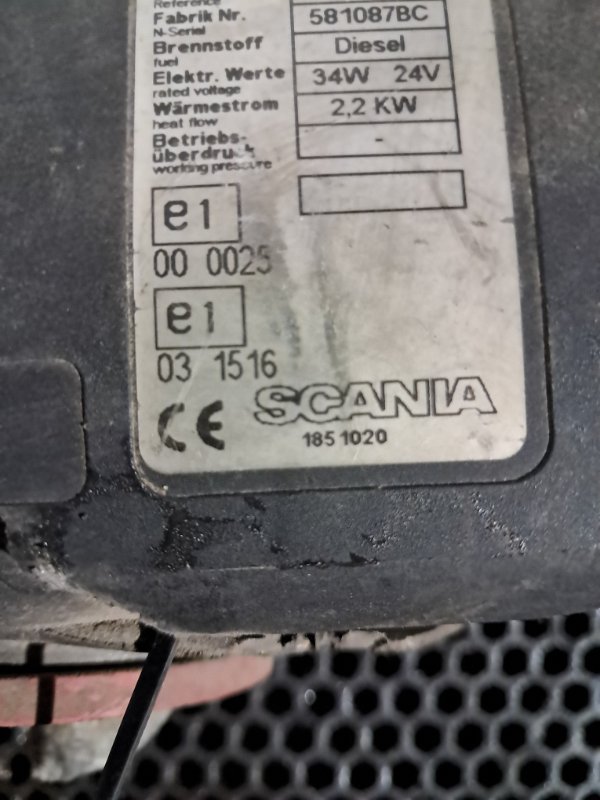 Reference
Fabrik Nr. 581087BC
N-Serial
Brennstoff Diesel
fuel
Elektr. Werte 34W 24V
rated voltage
Wärmestrom 2,2 KW
heat flow
Betriebs-
überdruck -
working pressure
e1
00 0025
e1
03 1516
CE SCANIA
185 1020